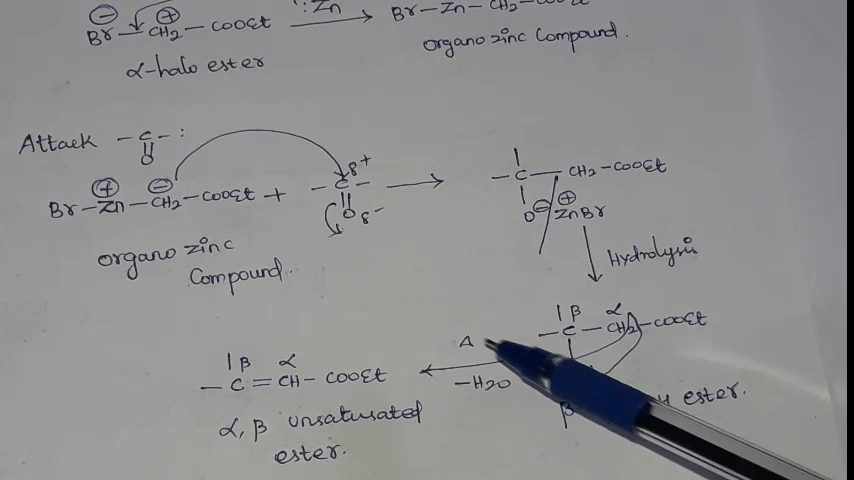 ⊖ ⊕ :Zn
Br — CH2 — COOEt → Br — Zn — CH2 — COOEt
α-halo ester
organo zinc Compound.
Attack — C — :
O
⊕ ⊖ δ+
Br — Zn — CH2 — COOEt + — C — → — C — CH2 — COOEt
O δ- O⊖ ⊕ZnBr
organo zinc
Compound.
Hydrolysis
β α
— C — CH2 — COOEt
Δ
β α
— C = CH — COOEt ← -H2O
β ester.
α, β unsaturated
ester.